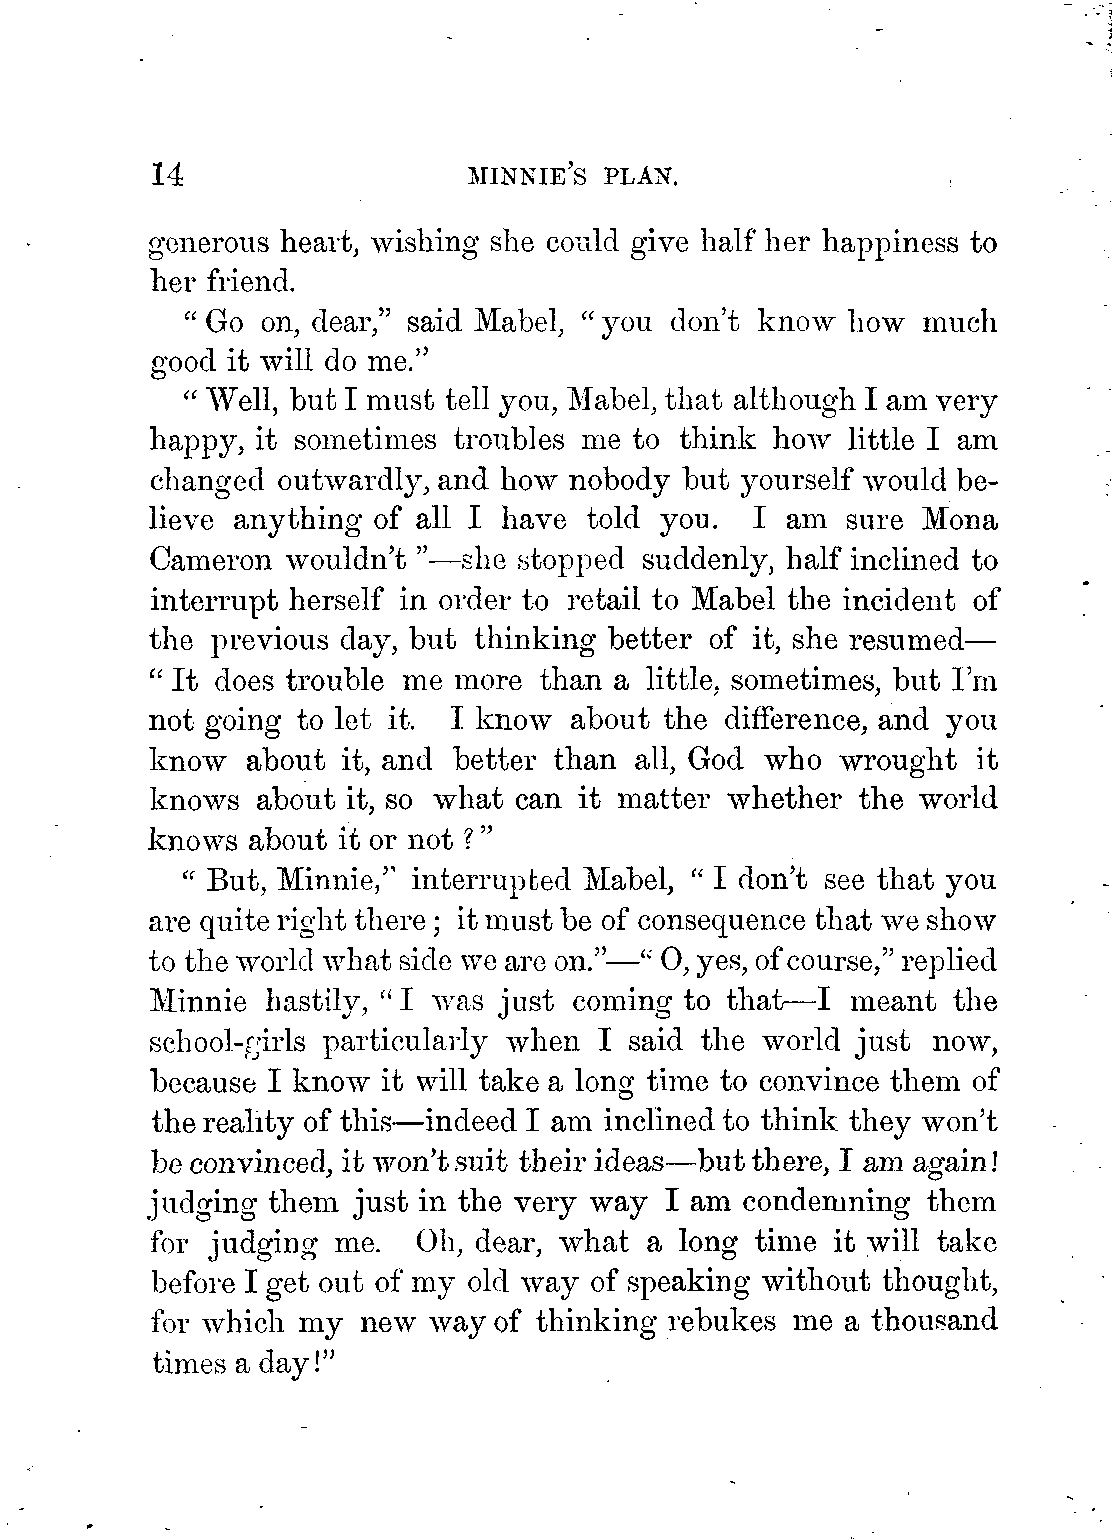 14 MINNIE'S PLAN.
generous heart, wishing she could give half her happiness to
her friend.
"Go on, dear," said Mabel, "you don't know how much
good it will do me."
"Well, but I must tell you, Mabel, that although I am very
happy, it sometimes troubles me to think how little I am
changed outwardly, and how nobody but yourself would be-
lieve anything of all I have told you. I am sure Mona
Cameron wouldn't"—she stopped suddenly, half inclined to
interrupt herself in order to retail to Mabel the incident of
the previous day, but thinking better of it, she resumed—
"It does trouble me more than a little, sometimes, but I'm
not going to let it. I know about the difference, and you
know about it, and better than all, God who wrought it
knows about it, so what can it matter whether the world
knows about it or not?"
"But, Minnie," interrupted Mabel, "I don't see that you
are quite right there; it must be of consequence that we show
to the world what side we are on."—"O, yes, of course," replied
Minnie hastily, "I was just coming to that—I meant the
school-girls particularly when I said the world just now,
because I know it will take a long time to convince them of
the reality of this—indeed I am inclined to think they won't
be convinced, it won't suit their ideas—but there, I am again!
judging them just in the very way I am condemning them
for judging me. Oh, dear, what a long time it will take
before I get out of my old way of speaking without thought,
for which my new way of thinking rebukes me a thousand
times a day!"